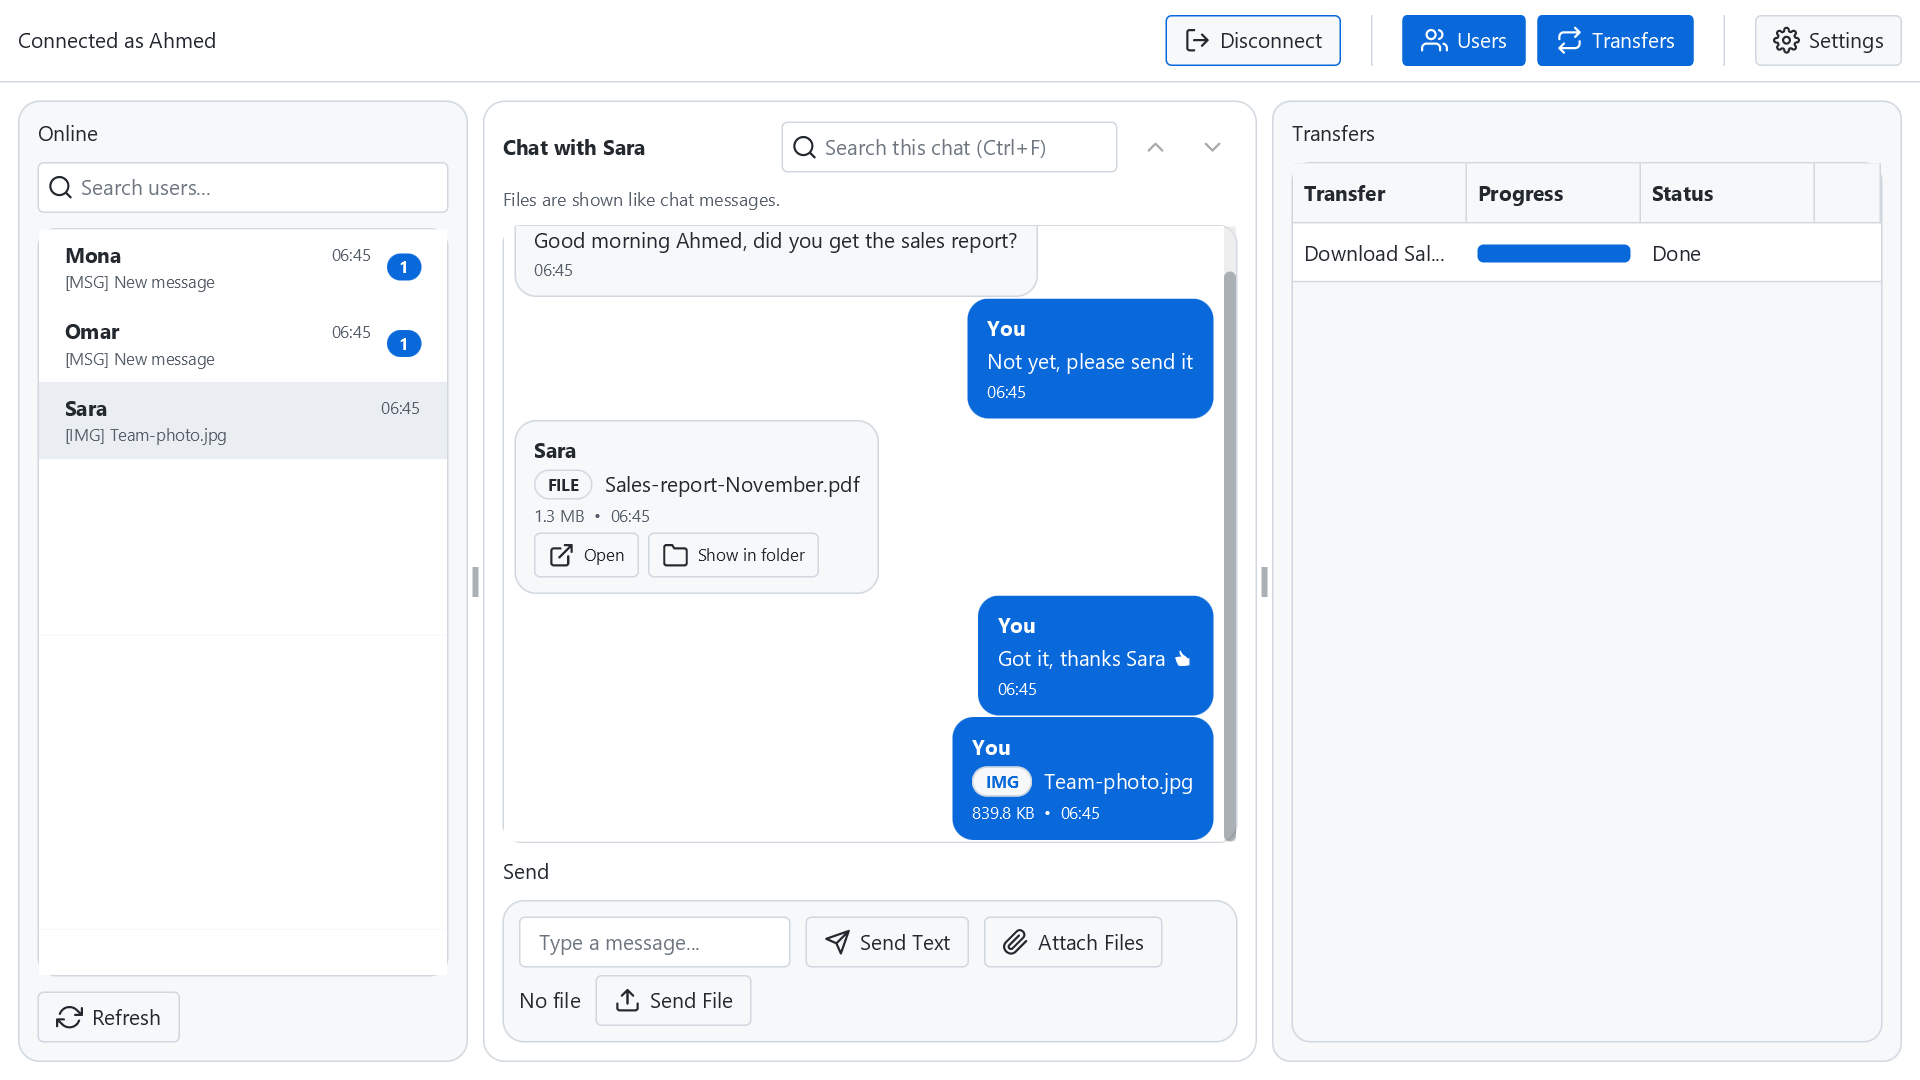 Connected as Ahmed
Disconnect
Users
Transfers
Settings
Online
Search users...
Mona
06:45
[MSG] New message
1
Omar
06:45
[MSG] New message
1
Sara
06:45
[IMG] Team-photo.jpg
Refresh
Chat with Sara
Search this chat (Ctrl+F)
Files are shown like chat messages.
Good morning Ahmed, did you get the sales report?
06:45
You
Not yet, please send it
06:45
Sara
FILE Sales-report-November.pdf
1.3 MB • 06:45
Open
Show in folder
You
Got it, thanks Sara 👍
06:45
You
IMG Team-photo.jpg
839.8 KB • 06:45
Send
Type a message...
Send Text
Attach Files
No file
Send File
Transfers
Transfer Progress Status
Download Sal... Done